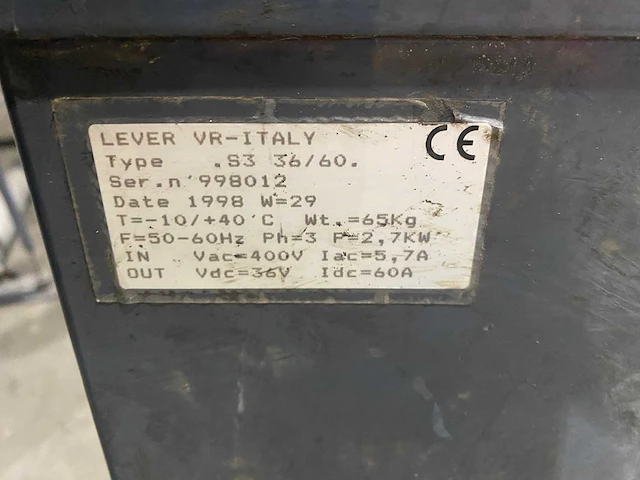 LEVER VR-ITALY CE
Type .S3 36/60.
Ser.n°998012
Date 1998 W=29
T=-10/+40°C Wt.=65Kg
F=50-60Hz Ph=3 P=2,7KW
IN Vac=400V Iac=5,7A
OUT Vdc=36V Idc=60A